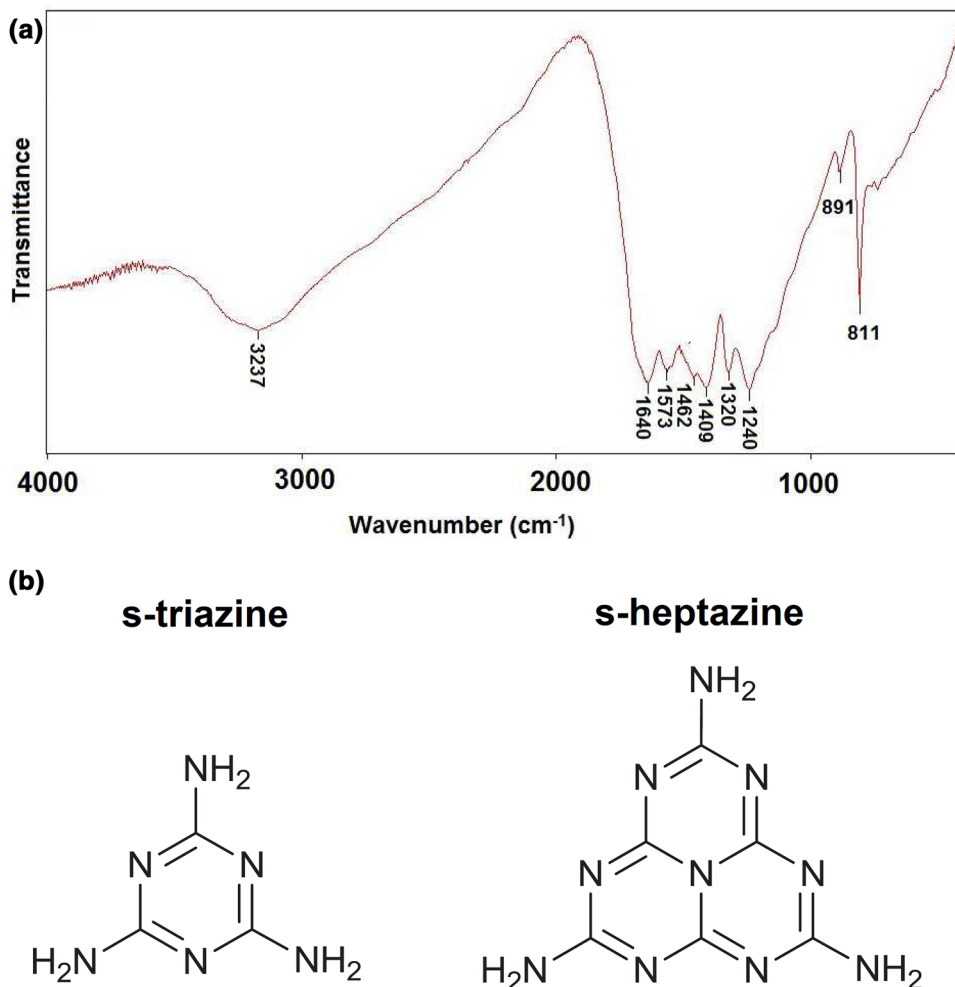 (a)
Transmittance
3237
1640
1573
1462
1409
1320
1240
891
811
4000 3000 2000 1000
Wavenumber (cm⁻¹)
(b)
s-triazine s-heptazine
NH₂
NH₂
N N
N N
N N N
H₂N N NH₂
H₂N N N NH₂